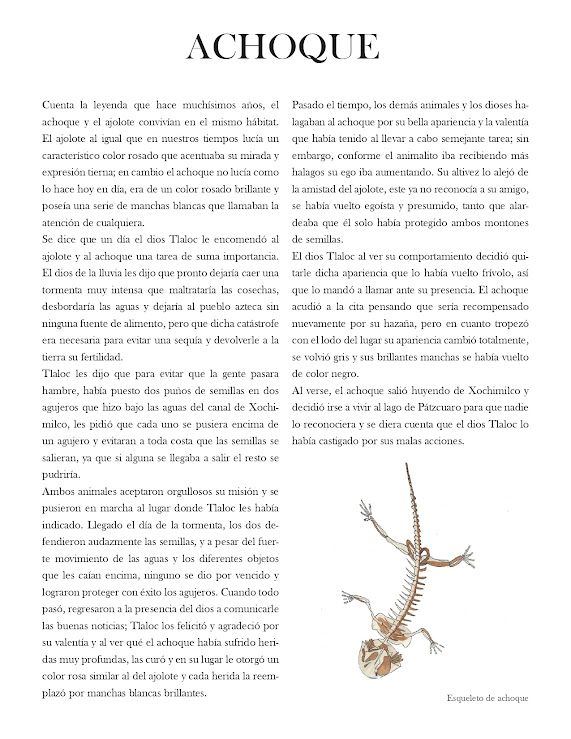 ACHOQUE
Cuenta la leyenda que hace muchísimos años, el
achoque y el ajolote convivían en el mismo hábitat.
El ajolote al igual que en nuestros tiempos lucía un
característico color rosado que acentuaba su mirada y
expresión tierna; en cambio el achoque no lucía como
lo hace hoy en día, era de un color rosado brillante y
poseía una serie de manchas blancas que llamaban la
atención de cualquiera.
Se dice que un día el dios Tlaloc le encomendó al
ajolote y al achoque una tarea de suma importancia.
El dios de la lluvia les dijo que pronto dejaría caer una
tormenta muy intensa que maltrataría las cosechas,
desbordaría las aguas y dejaría al pueblo azteca sin
ninguna fuente de alimento, pero que dicha catástrofe
era necesaria para evitar una sequía y devolverle a la
tierra su fertilidad.
Tlaloc les dijo que para evitar que la gente pasara
hambre, había puesto dos puños de semillas en dos
agujeros que hizo bajo las aguas del canal de Xochi-
milco, les pidió que cada uno se pusiera encima de
un agujero y evitaran a toda costa que las semillas se
salieran, ya que si alguna se llegaba a salir el resto se
pudriría.
Ambos animales aceptaron orgullosos su misión y se
pusieron en marcha al lugar donde Tlaloc les había
indicado. Llegado el día de la tormenta, los dos de-
fendieron audazmente las semillas, y a pesar del fuer-
te movimiento de las aguas y los diferentes objetos
que les caían encima, ninguno se dio por vencido y
lograron proteger con éxito los agujeros. Cuando todo
pasó, regresaron a la presencia del dios a comunicarle
las buenas noticias; Tlaloc los felicitó y agradeció por
su valentía y al ver qué el achoque había sufrido heri-
das muy profundas, las curó y en su lugar le otorgó un
color rosa similar al del ajolote y cada herida la reem-
plazó por manchas blancas brillantes.
Pasado el tiempo, los demás animales y los dioses ha-
lagaban al achoque por su bella apariencia y la valentía
que había tenido al llevar a cabo semejante tarea; sin
embargo, conforme el animalito iba recibiendo más
halagos su ego iba aumentando. Su altivez lo alejó de
la amistad del ajolote, este ya no reconocía a su amigo,
se había vuelto egoísta y presumido, tanto que alar-
deaba que él solo había protegido ambos montones
de semillas.
El dios Tlaloc al ver su comportamiento decidió qui-
tarle dicha apariencia que lo había vuelto frívolo, así
que lo mandó a llamar ante su presencia. El achoque
acudió a la cita pensando que sería recompensado
nuevamente por su hazaña, pero en cuanto tropezó
con el lodo del lugar su apariencia cambió totalmente,
se volvió gris y sus brillantes manchas se había vuelto
de color negro.
Al verse, el achoque salió huyendo de Xochimilco y
decidió irse a vivir al lago de Pátzcuaro para que nadie
lo reconociera y se diera cuenta que el dios Tlaloc lo
había castigado por sus malas acciones.
Esqueleto de achoque